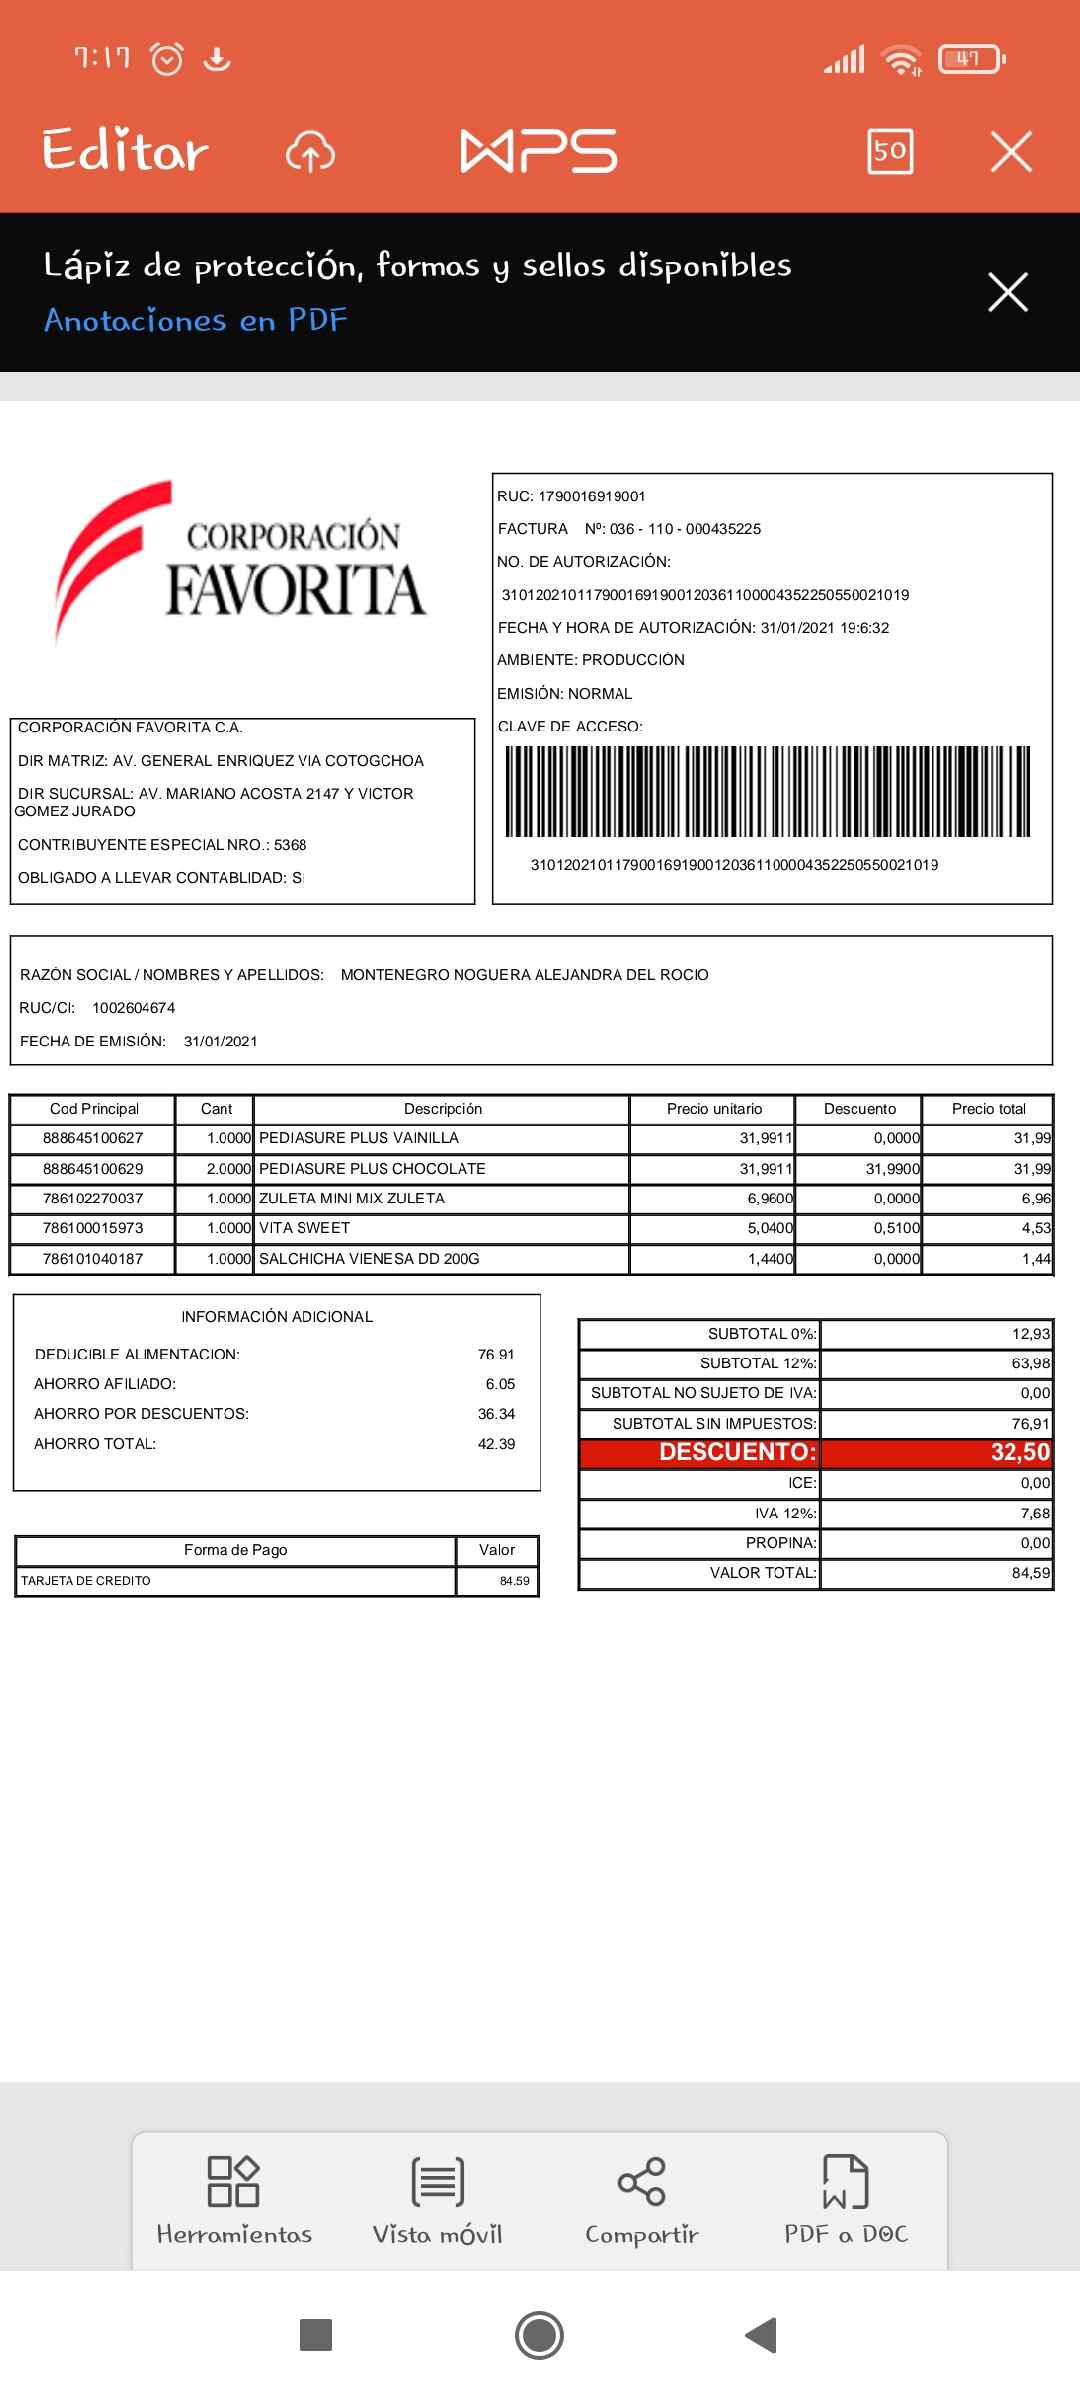 7:17
47
Editar
WPS
50
Lápiz de protección, formas y sellos disponibles
Anotaciones en PDF
CORPORACIÓN
FAVORITA
RUC: 1790016919001
FACTURA Nº: 036 - 110 - 000435225
NO. DE AUTORIZACIÓN:
3101202101179001691900120361100004352250550021019
FECHA Y HORA DE AUTORIZACIÓN: 31/01/2021 19:6:32
AMBIENTE: PRODUCCIÓN
EMISIÓN: NORMAL
CLAVE DE ACCESO:
3101202101179001691900120361100004352250550021019
CORPORACIÓN FAVORITA C.A.
DIR MATRIZ: AV. GENERAL ENRIQUEZ VIA COTOGCHOA
DIR SUCURSAL: AV. MARIANO ACOSTA 2147 Y VICTOR
GOMEZ JURADO
CONTRIBUYENTE ESPECIAL NRO.: 5368
OBLIGADO A LLEVAR CONTABLIDAD: SI
RAZÓN SOCIAL / NOMBRES Y APELLIDOS: MONTENEGRO NOGUERA ALEJANDRA DEL ROCIO
RUC/CI: 1002604674
FECHA DE EMISIÓN: 31/01/2021
Cod Principal Cant Descripción Precio unitario Descuento Precio total
888645100627 1.0000 PEDIASURE PLUS VAINILLA 31,9911 0,0000 31,99
888645100629 2.0000 PEDIASURE PLUS CHOCOLATE 31,9911 31,9900 31,99
786102270037 1.0000 ZULETA MINI MIX ZULETA 6,9600 0,0000 6,96
786100015973 1.0000 VITA SWEET 5,0400 0,5100 4,53
786101040187 1.0000 SALCHICHA VIENESA DD 200G 1,4400 0,0000 1,44
INFORMACIÓN ADICIONAL
DEDUCIBLE ALIMENTACION: 76.91
AHORRO AFILIADO: 6.05
AHORRO POR DESCUENTOS: 36.34
AHORRO TOTAL: 42.39
Forma de Pago Valor
TARJETA DE CREDITO 84.59
SUBTOTAL 0%: 12,93
SUBTOTAL 12%: 63,98
SUBTOTAL NO SUJETO DE IVA: 0,00
SUBTOTAL SIN IMPUESTOS: 76,91
DESCUENTO: 32,50
ICE: 0,00
IVA 12%: 7,68
PROPINA: 0,00
VALOR TOTAL: 84,59
Herramientas
Vista móvil
Compartir
PDF a DOC